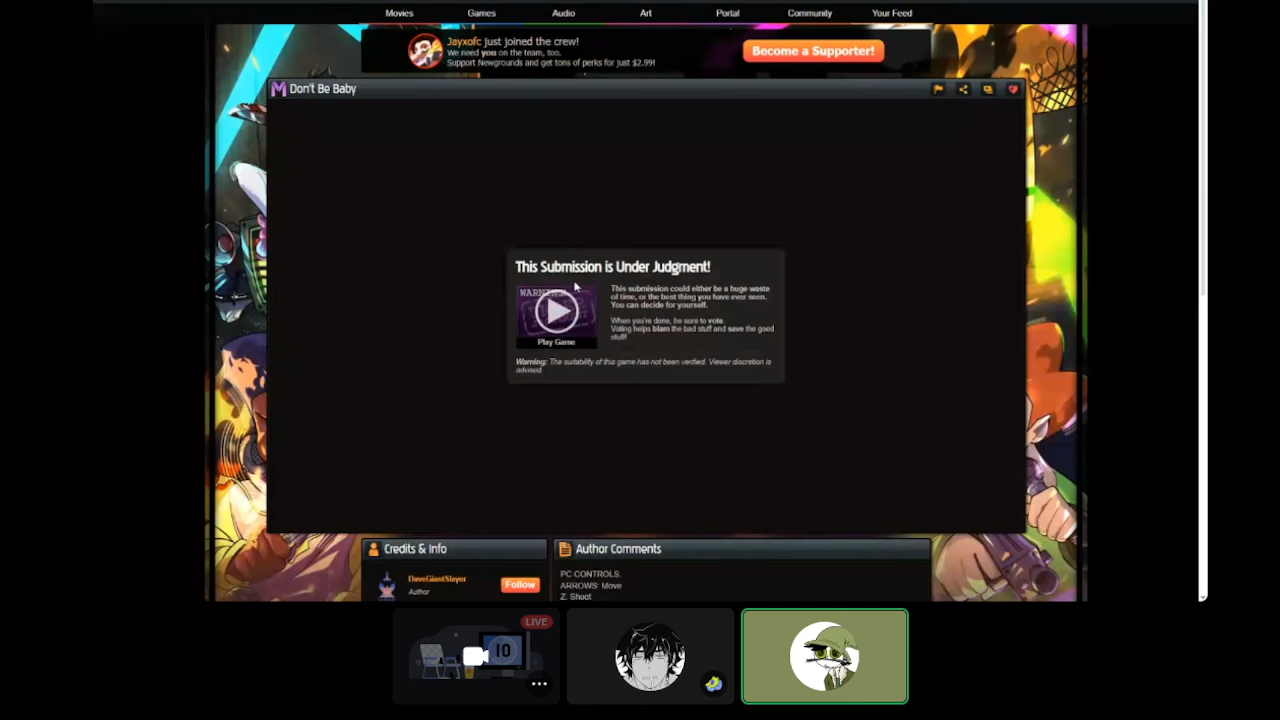 Movies Games Audio Art Portal Community Your Feed
Jayxofc just joined the crew!
We need you on the team, too.
Support Newgrounds and get tons of perks for just $2.99!
Become a Supporter!
Don't Be Baby
This Submission is Under Judgment!
WARNING
Play Game
This submission could either be a huge waste
of time, or the best thing you have ever seen.
You can decide for yourself.
When you're done, be sure to vote.
Voting helps blam the bad stuff and save the good
stuff!
Warning: The suitability of this game has not been verified. Viewer discretion is
advised.
Credits & Info
DaveGiantSlayer
Author
Follow
Author Comments
PC CONTROLS.
ARROWS: Move
Z: Shoot
LIVE
10